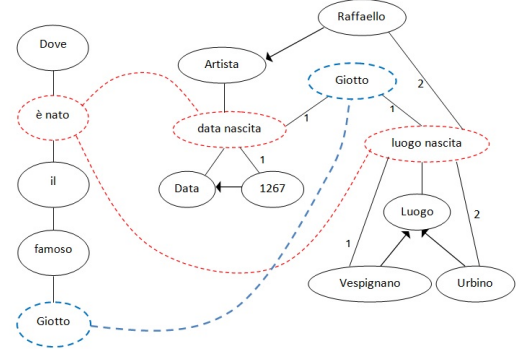 Dove
è nato
il
famoso
Giotto
Raffaello
Artista
Giotto
2
data nascita
1
1
luogo nascita
Data
1
1267
Luogo
2
1
Vespignano
Urbino